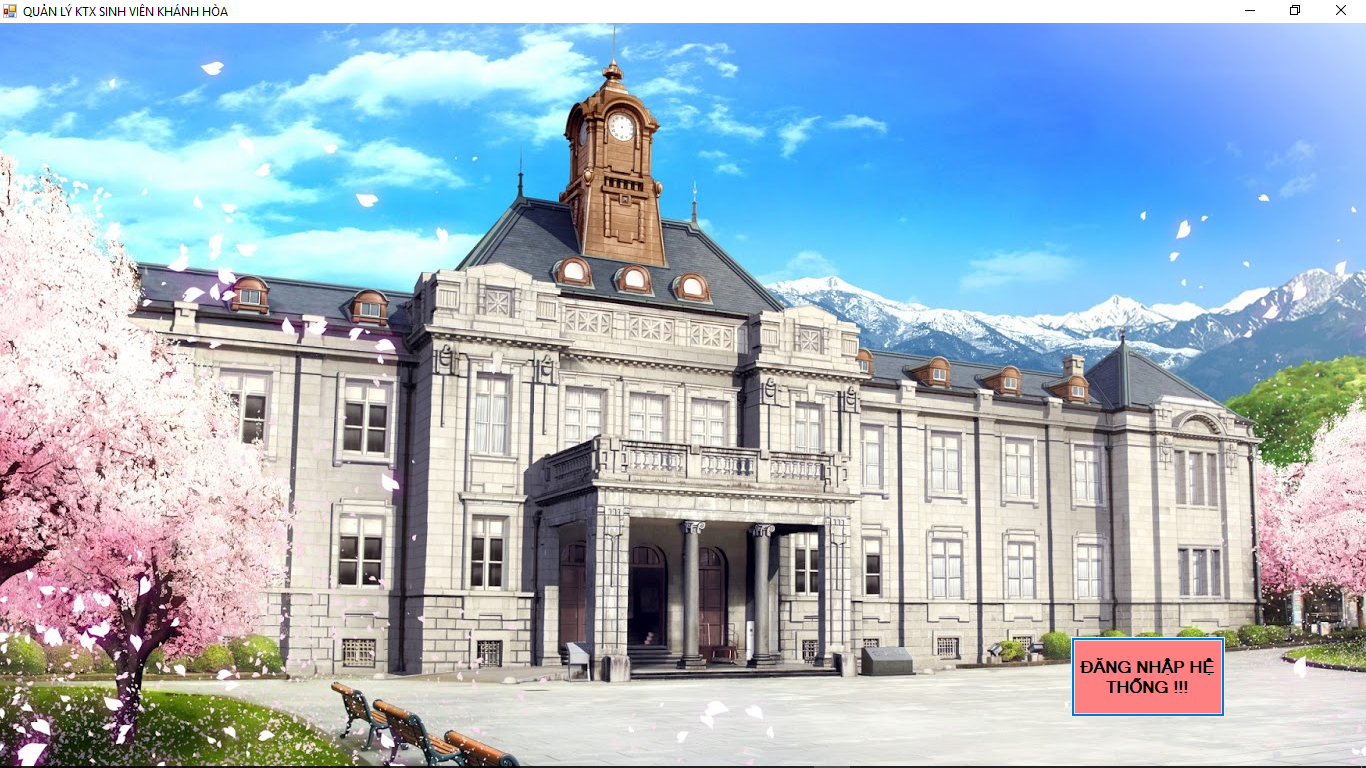 QUẢN LÝ KTX SINH VIÊN KHÁNH HÒA
ĐĂNG NHẬP HỆ
THỐNG !!!